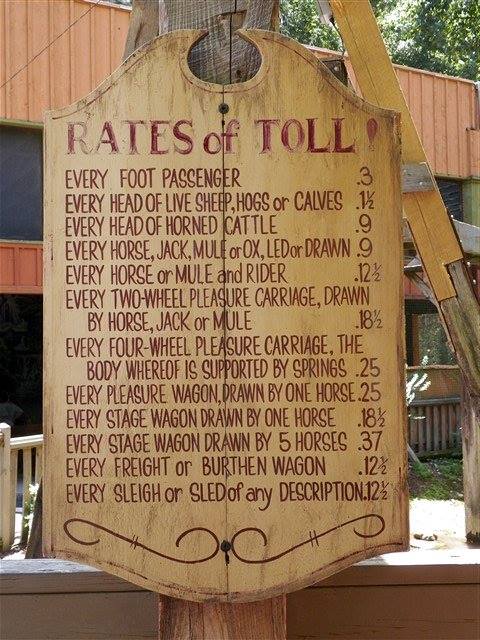 RATES of TOLL!
EVERY FOOT PASSENGER .3
EVERY HEAD OF LIVE SHEEP, HOGS or CALVES .1½
EVERY HEAD OF HORNED CATTLE .9
EVERY HORSE, JACK, MULE or OX, LED or DRAWN .9
EVERY HORSE or MULE and RIDER .12½
EVERY TWO-WHEEL PLEASURE CARRIAGE, DRAWN
BY HORSE, JACK or MULE .18½
EVERY FOUR-WHEEL PLEASURE CARRIAGE, THE
BODY WHEREOF IS SUPPORTED BY SPRINGS .25
EVERY PLEASURE WAGON, DRAWN BY ONE HORSE .25
EVERY STAGE WAGON DRAWN BY ONE HORSE .18½
EVERY STAGE WAGON DRAWN BY 5 HORSES .37
EVERY FREIGHT or BURTHEN WAGON .12½
EVERY SLEIGH or SLED of any DESCRIPTION .12½